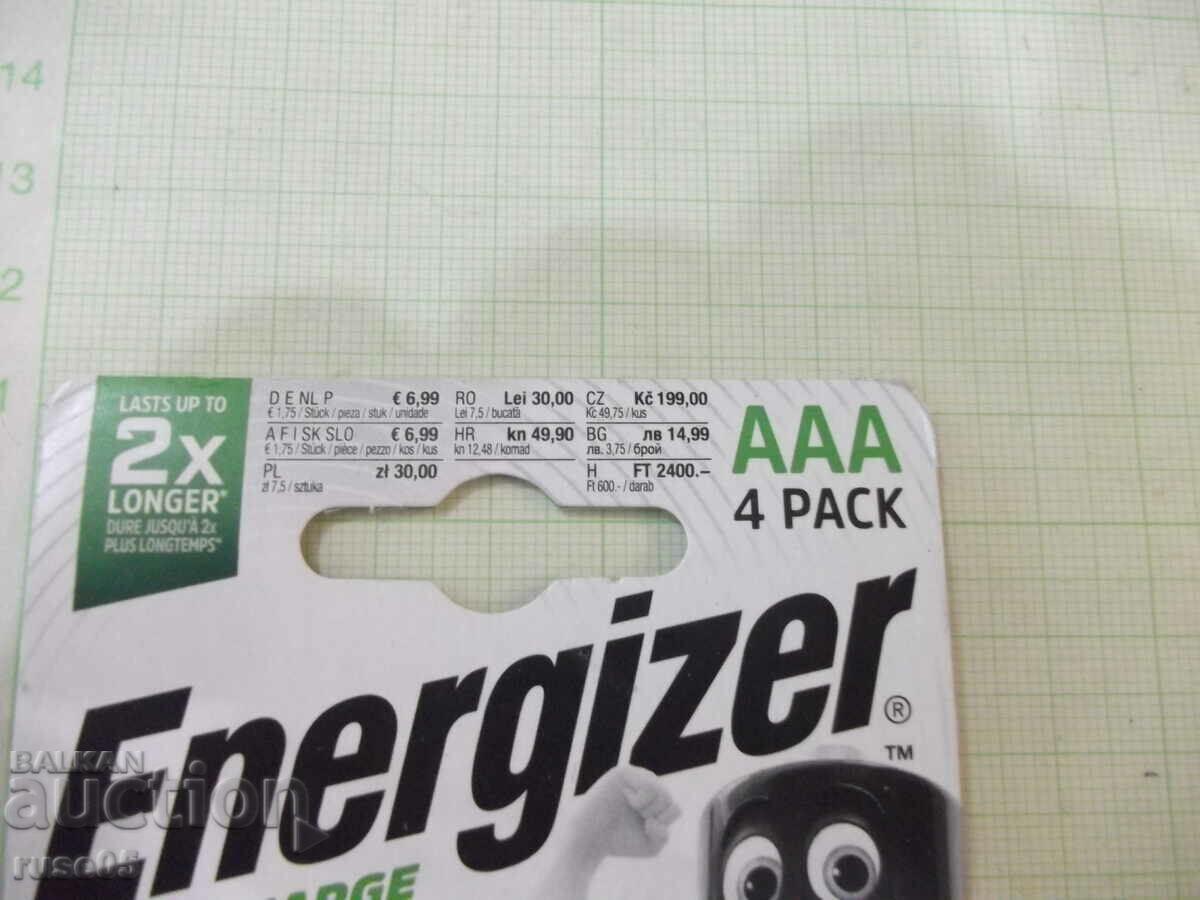 14
13
2
1
LASTS UP TO
2x
LONGER*
DURE JUSQU'À 2x
PLUS LONGTEMPS*
D E NL P € 6,99
€ 1,75 / Stück / pieza / stuk / unidade
A F I SK SLO € 6,99
€ 1,75 / Stück / pièce / pezzo / kos / kus
PL zł 30,00
zł 7,5 / sztuka
RO Lei 30,00
Lei 7,5 / bucată
HR kn 49,90
kn 12,48 / komad
CZ Kč 199,00
Kč 49,75 / kus
BG лв 14,99
лв. 3,75 / брой
H FT 2400.–
Ft 600.- / darab
AAA
4 PACK
Energizer®
™
BALKAN
auction
ruse05